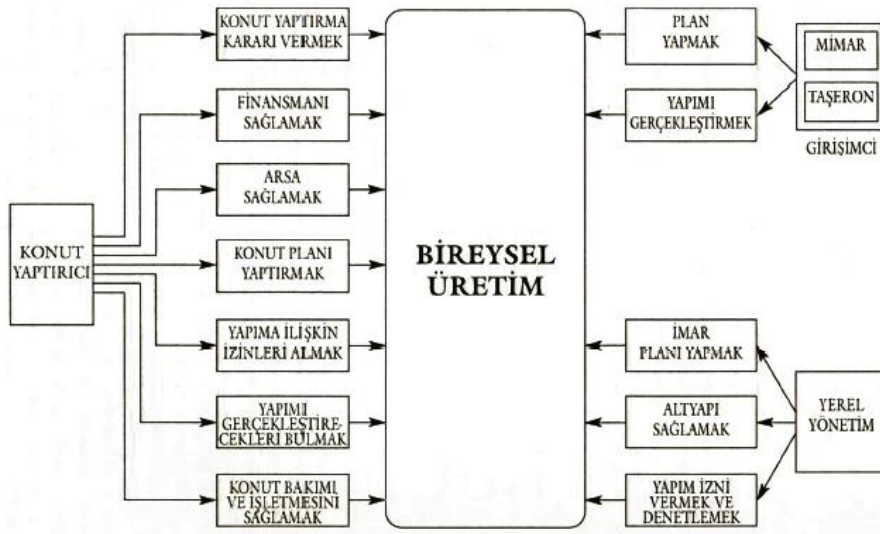 KONUT
YAPTIRICI
KONUT YAPTIRMA
KARARI VERMEK
FİNANSMANI
SAĞLAMAK
ARSA
SAĞLAMAK
KONUT PLANI
YAPTIRMAK
YAPIMA İLİŞKİN
İZİNLERİ ALMAK
YAPIMI
GERÇEKLEŞTİRE-
CEKLERİ BULMAK
KONUT BAKIMI
VE İŞLETMESİNİ
SAĞLAMAK
BİREYSEL
ÜRETİM
PLAN
YAPMAK
YAPIMI
GERÇEKLEŞTİRMEK
İMAR
PLANI YAPMAK
ALTYAPI
SAĞLAMAK
YAPIM İZNİ
VERMEK VE
DENETLEMEK
MİMAR
TAŞERON
GİRİŞİMCİ
YEREL
YÖNETİM